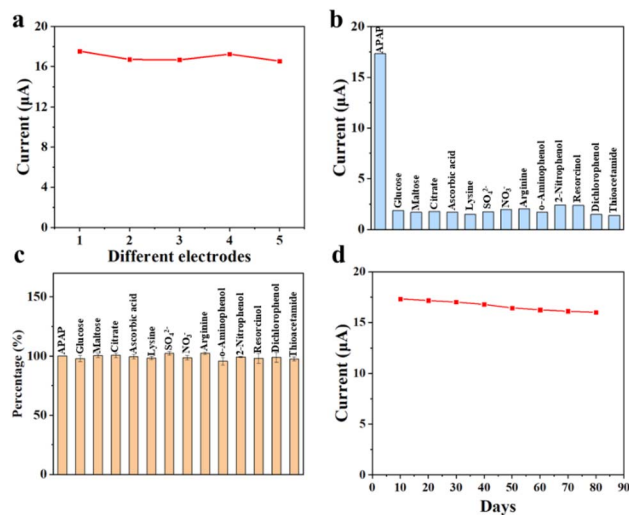 a
20
16
12
8
4
0
Current (μA)
1 2 3 4 5
Different electrodes
b
20
15
10
5
0
Current (μA)
APAP
Glucose
Maltose
Citrate
Ascorbic acid
Lysine
SO₄²⁻
NO₃⁻
Arginine
o-Aminophenol
2-Nitrophenol
Resorcinol
Dichlorophenol
Thioacetamide
c
150
100
50
0
Percentage (%)
APAP
Glucose
Maltose
Citrate
Ascorbic acid
Lysine
SO₄²⁻
NO₃⁻
Arginine
o-Aminophenol
2-Nitrophenol
Resorcinol
Dichlorophenol
Thioacetamide
d
20
15
10
5
0
Current (μA)
0 10 20 30 40 50 60 70 80 90
Days